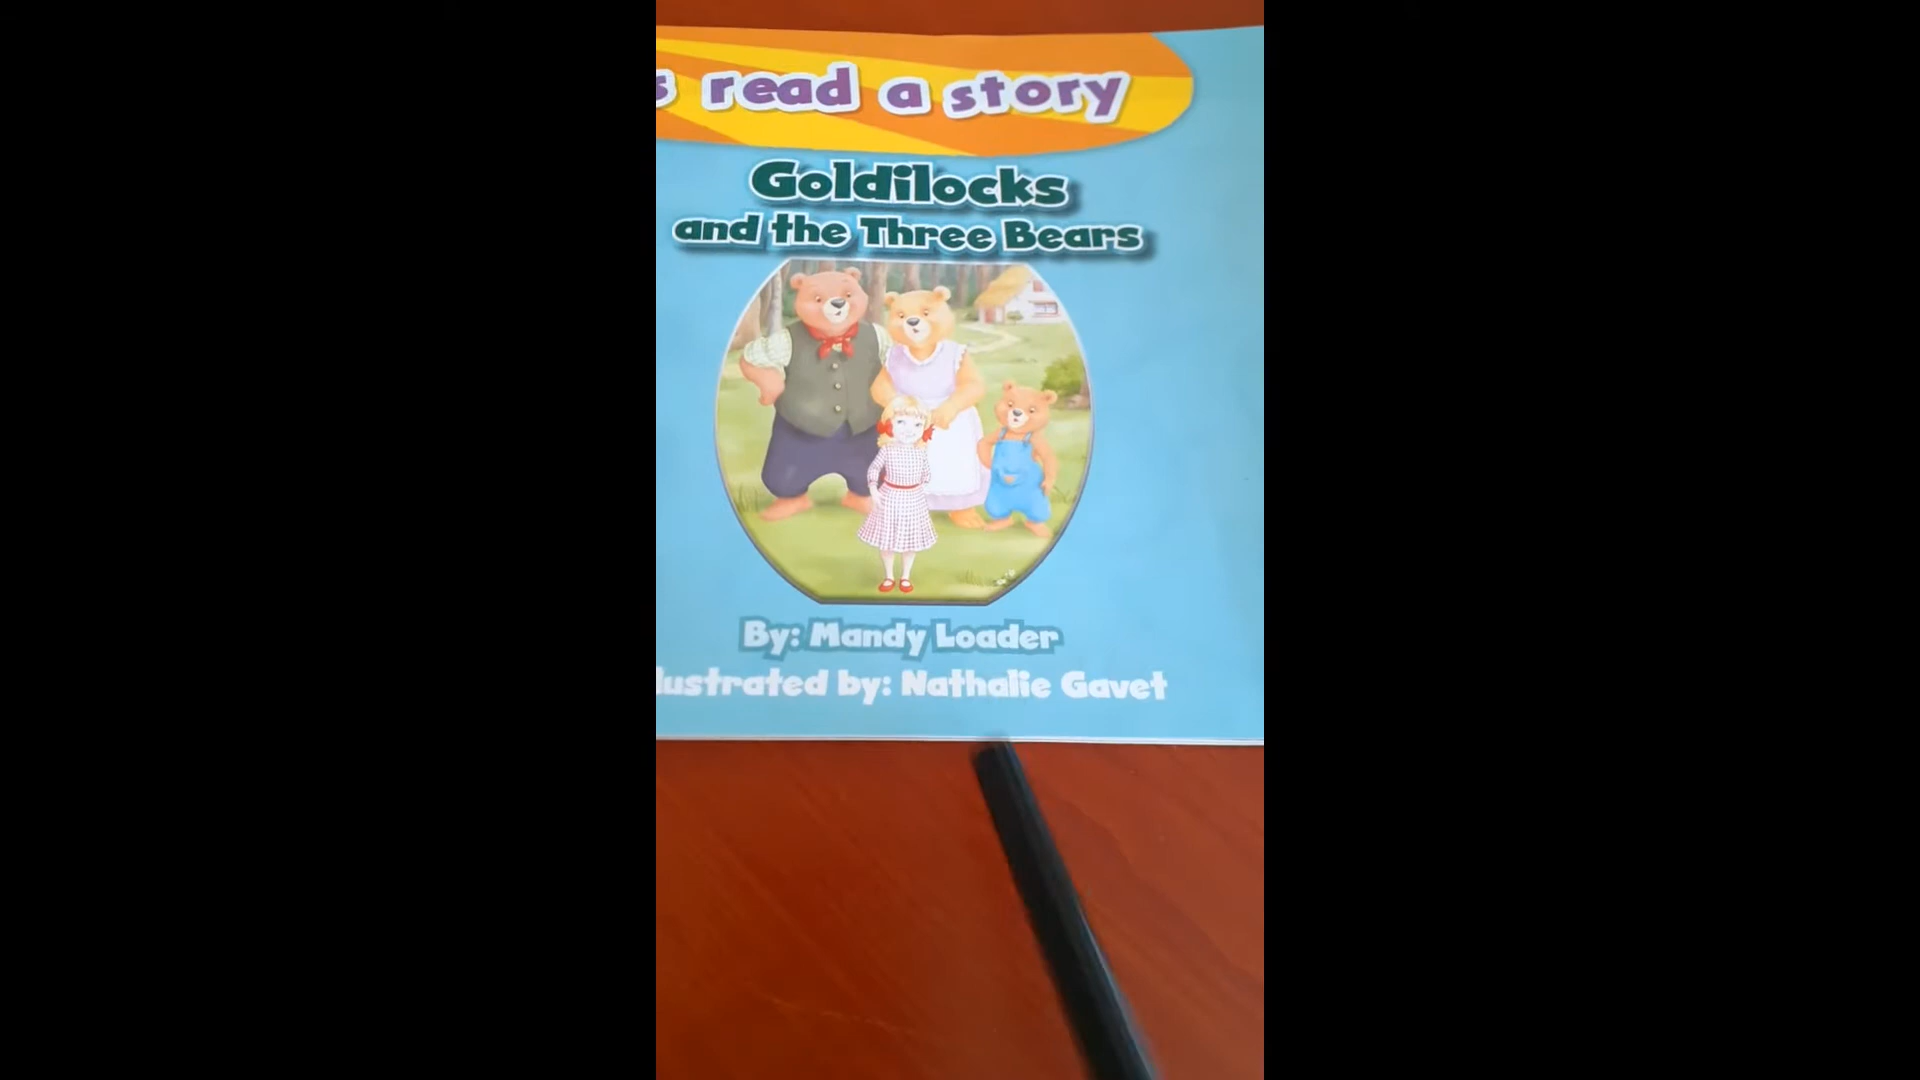 s read a story
Goldilocks
and the Three Bears
By: Mandy Loader
lustrated by: Nathalie Gavet